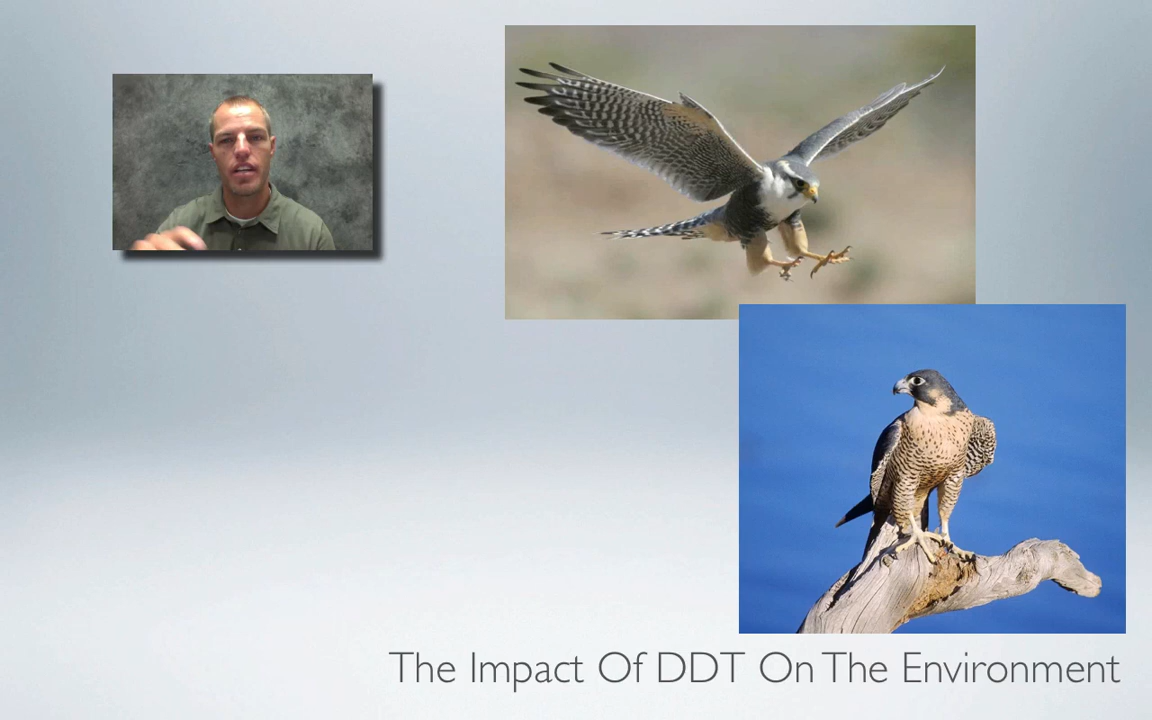 The Impact Of DDT On The Environment